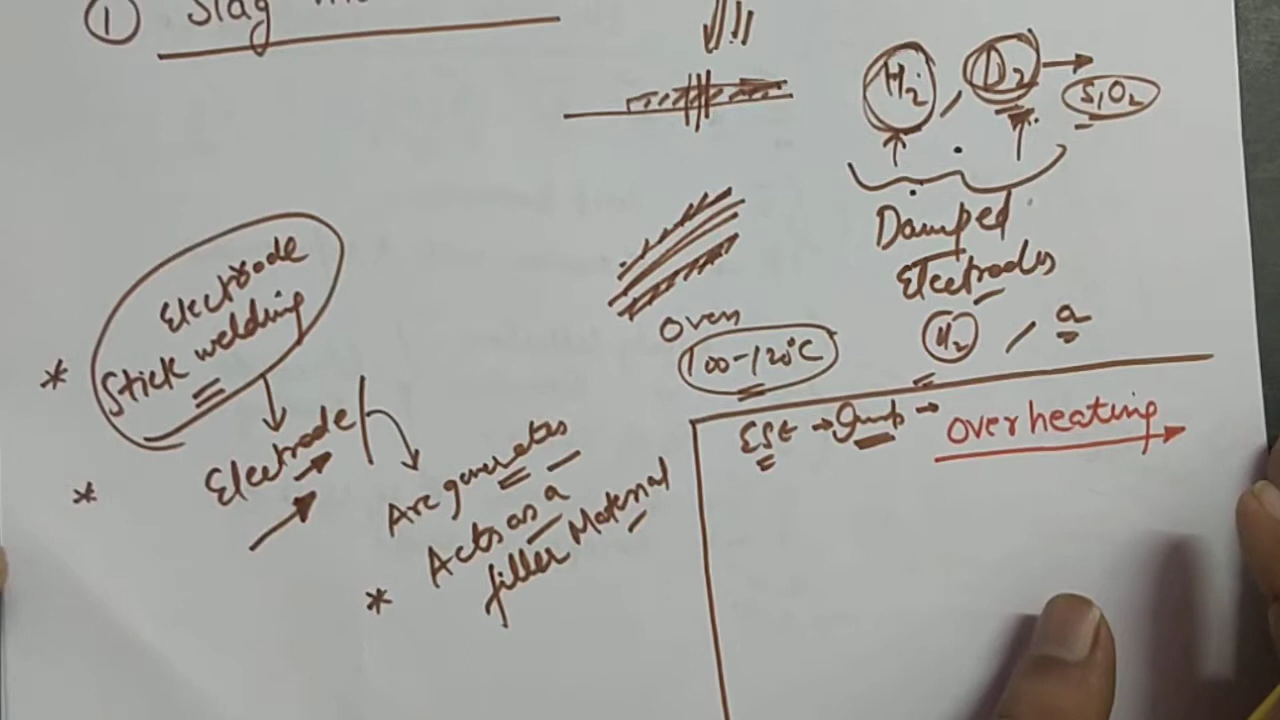 ① Slag
H₂ / O₂ →
SiO₂
Damped
Electrodes
H₂ /
Oven
100-120°C
Electrode
* Stick welding
Electrode
*
Arc generates
Acts as a
* filler Material
→ →
overheating